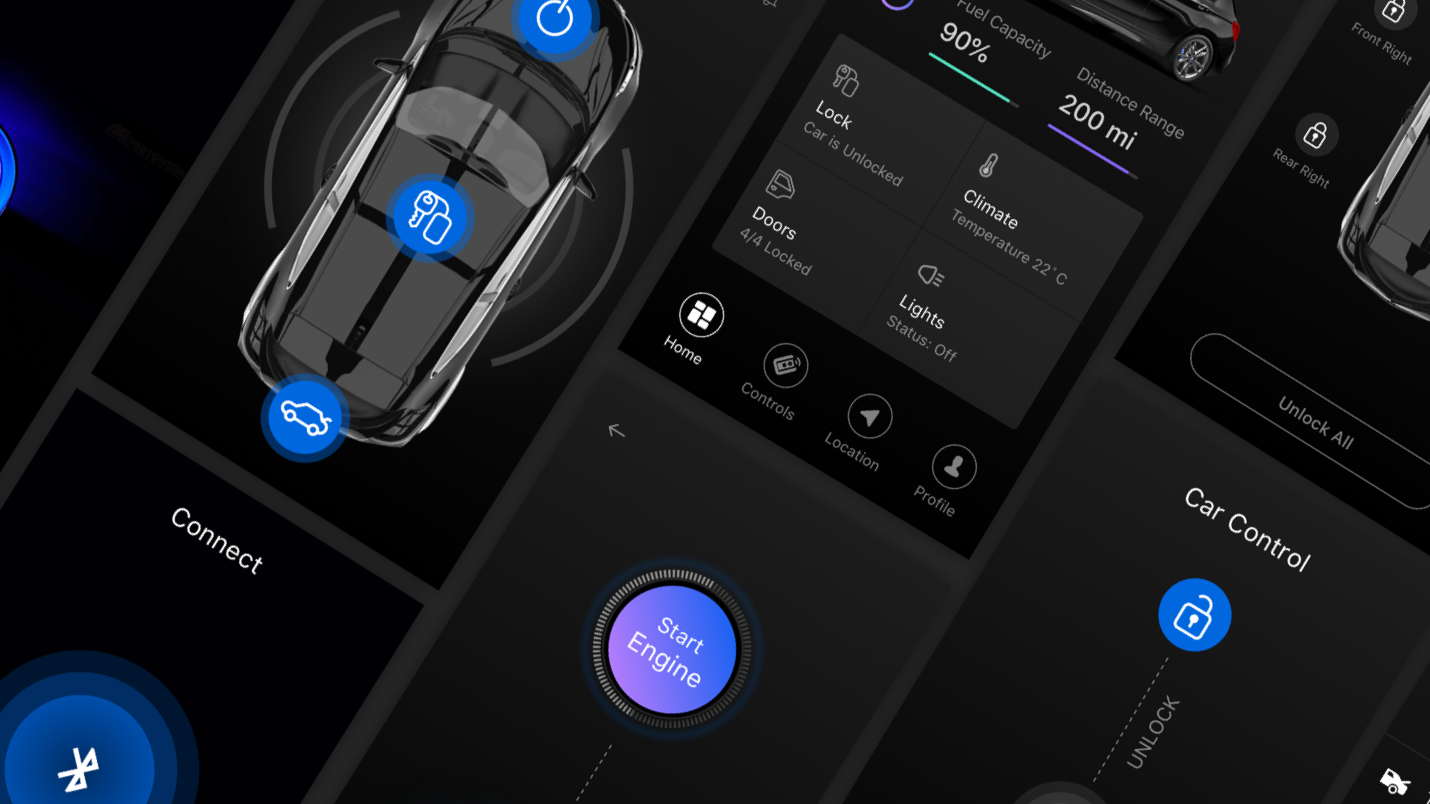 Fuel Capacity
90%
Distance Range
200 mi
Lock
Car is Unlocked
Climate
Temperature 22°C
Doors
4/4 Locked
Lights
Status: Off
Home
Controls
Location
Profile
Front Right
Rear Right
Unlock All
Connect
Start
Engine
Car Control
UNLOCK